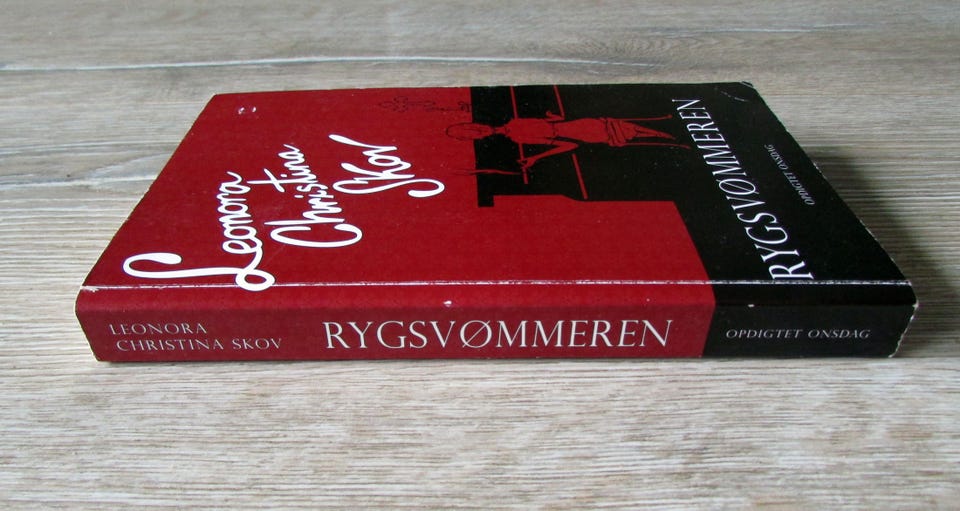 Leonora
Christina
Skov
RYGSVØMMEREN
OPDIGTET ONSDAG
LEONORA
CHRISTINA SKOV
RYGSVØMMEREN
OPDIGTET ONSDAG